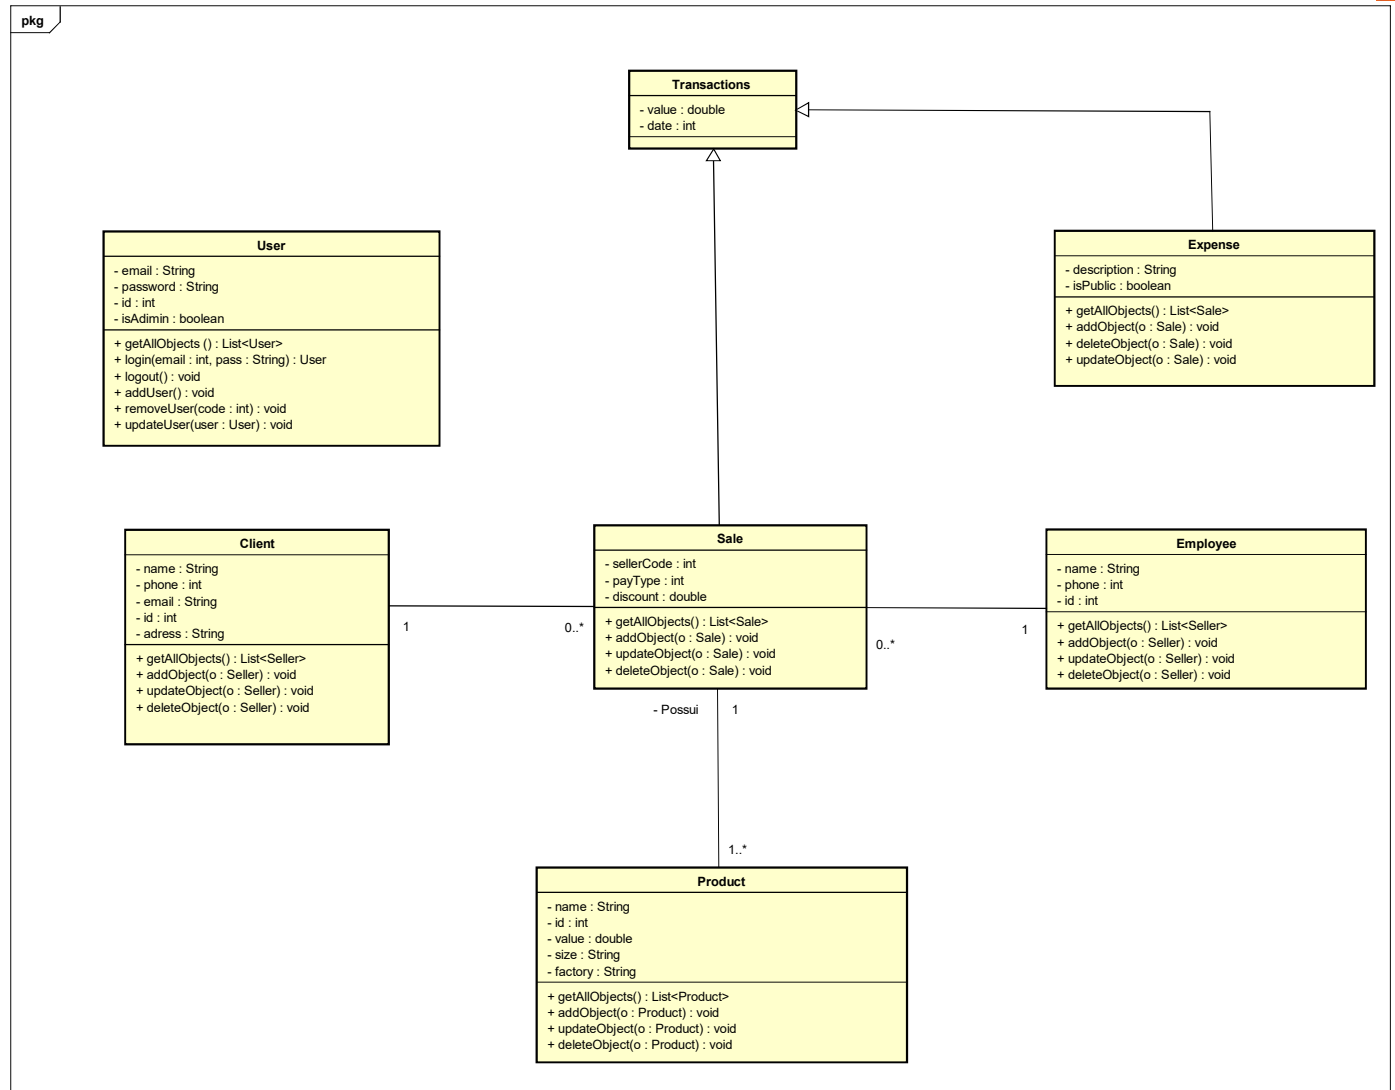 pkg
Transactions
- value : double
- date : int
User
- email : String
- password : String
- id : int
- isAdimin : boolean
+ getAllObjects () : List<User>
+ login(email : int, pass : String) : User
+ logout() : void
+ addUser() : void
+ removeUser(code : int) : void
+ updateUser(user : User) : void
Expense
- description : String
- isPublic : boolean
+ getAllObjects() : List<Sale>
+ addObject(o : Sale) : void
+ deleteObject(o : Sale) : void
+ updateObject(o : Sale) : void
Client
- name : String
- phone : int
- email : String
- id : int
- adress : String
+ getAllObjects() : List<Seller>
+ addObject(o : Seller) : void
+ updateObject(o : Seller) : void
+ deleteObject(o : Seller) : void
1
0..*
Sale
- sellerCode : int
- payType : int
- discount : double
+ getAllObjects() : List<Sale>
+ addObject(o : Sale) : void
+ updateObject(o : Sale) : void
+ deleteObject(o : Sale) : void
0..*
1
Employee
- name : String
- phone : int
- id : int
+ getAllObjects() : List<Seller>
+ addObject(o : Seller) : void
+ updateObject(o : Seller) : void
+ deleteObject(o : Seller) : void
- Possui
1
1..*
Product
- name : String
- id : int
- value : double
- size : String
- factory : String
+ getAllObjects() : List<Product>
+ addObject(o : Product) : void
+ updateObject(o : Product) : void
+ deleteObject(o : Product) : void